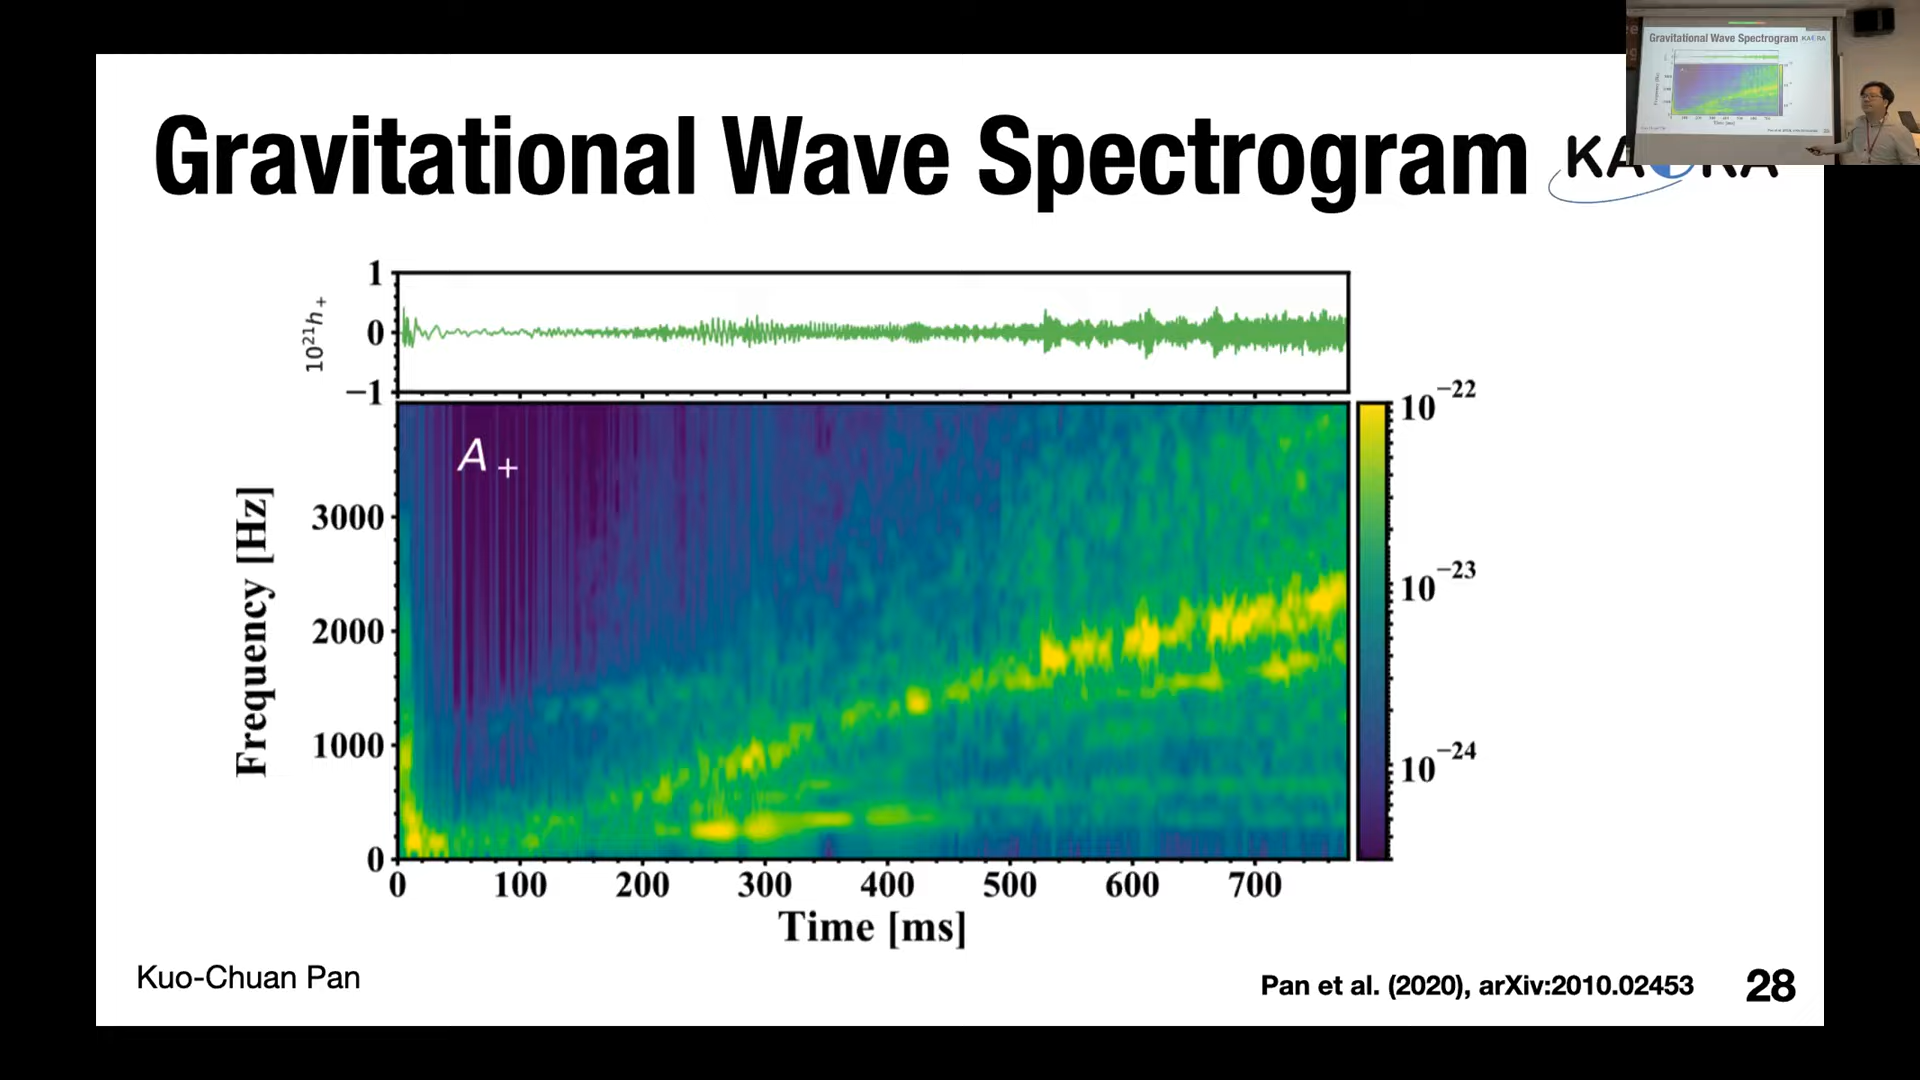 Gravitational Wave Spectrogram
10²¹h₊
1
0
−1
A₊
Frequency [Hz]
3000
2000
1000
0
0 100 200 300 400 500 600 700
Time [ms]
10⁻²²
10⁻²³
10⁻²⁴
Kuo-Chuan Pan
Pan et al. (2020), arXiv:2010.02453
28
Gravitational Wave Spectrogram